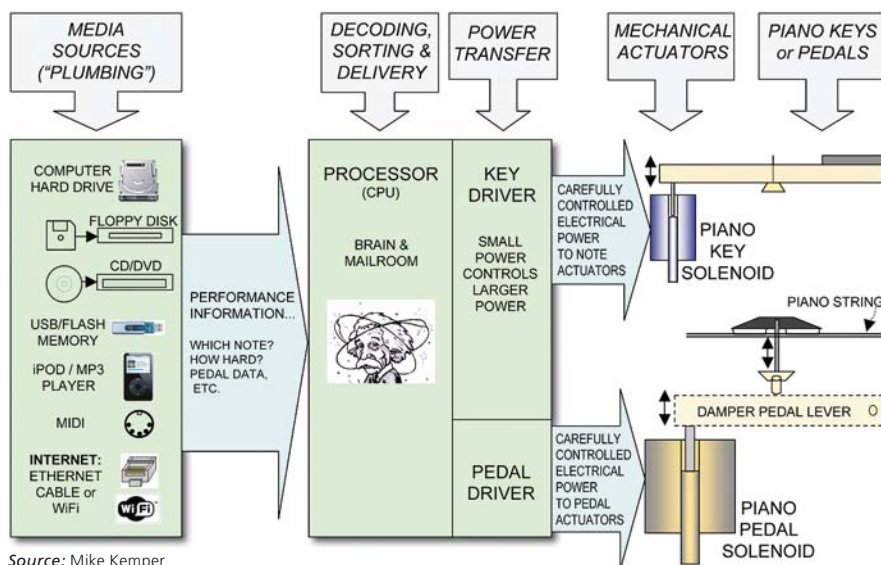 MEDIA
SOURCES
("PLUMBING")
DECODING,
SORTING &
DELIVERY
POWER
TRANSFER
MECHANICAL
ACTUATORS
PIANO KEYS
or PEDALS
COMPUTER
HARD DRIVE
FLOPPY DISK
CD/DVD
USB/FLASH
MEMORY
iPOD / MP3
PLAYER
MIDI
INTERNET:
ETHERNET
CABLE or
WiFi
Wi Fi
PERFORMANCE
INFORMATION...
WHICH NOTE?
HOW HARD?
PEDAL DATA,
ETC.
PROCESSOR
(CPU)
BRAIN &
MAILROOM
KEY
DRIVER
SMALL
POWER
CONTROLS
LARGER
POWER
PEDAL
DRIVER
CAREFULLY
CONTROLLED
ELECTRICAL
POWER
TO NOTE
ACTUATORS
CAREFULLY
CONTROLLED
ELECTRICAL
POWER
TO PEDAL
ACTUATORS
PIANO
KEY
SOLENOID
PIANO STRING
DAMPER PEDAL LEVER
PIANO
PEDAL
SOLENOID
Source: Mike Kemper